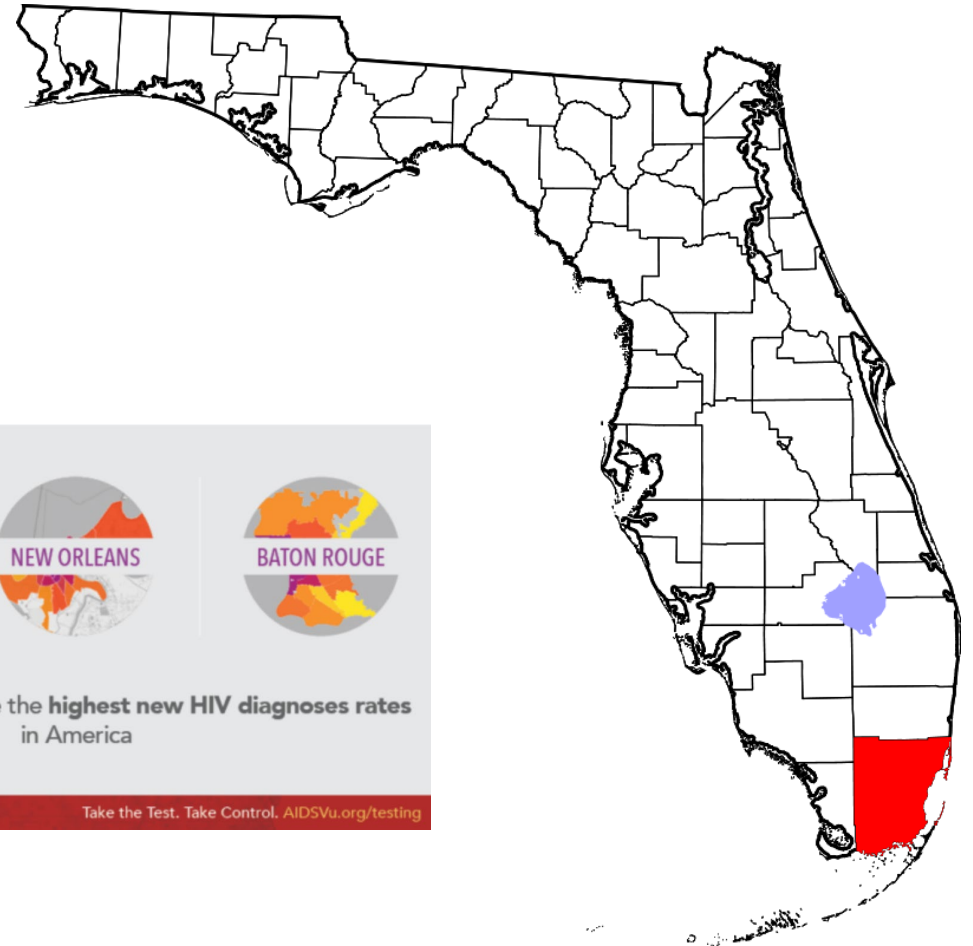 NEW ORLEANS
BATON ROUGE
the highest new HIV diagnoses rates
in America
Take the Test. Take Control. AIDSVu.org/testing